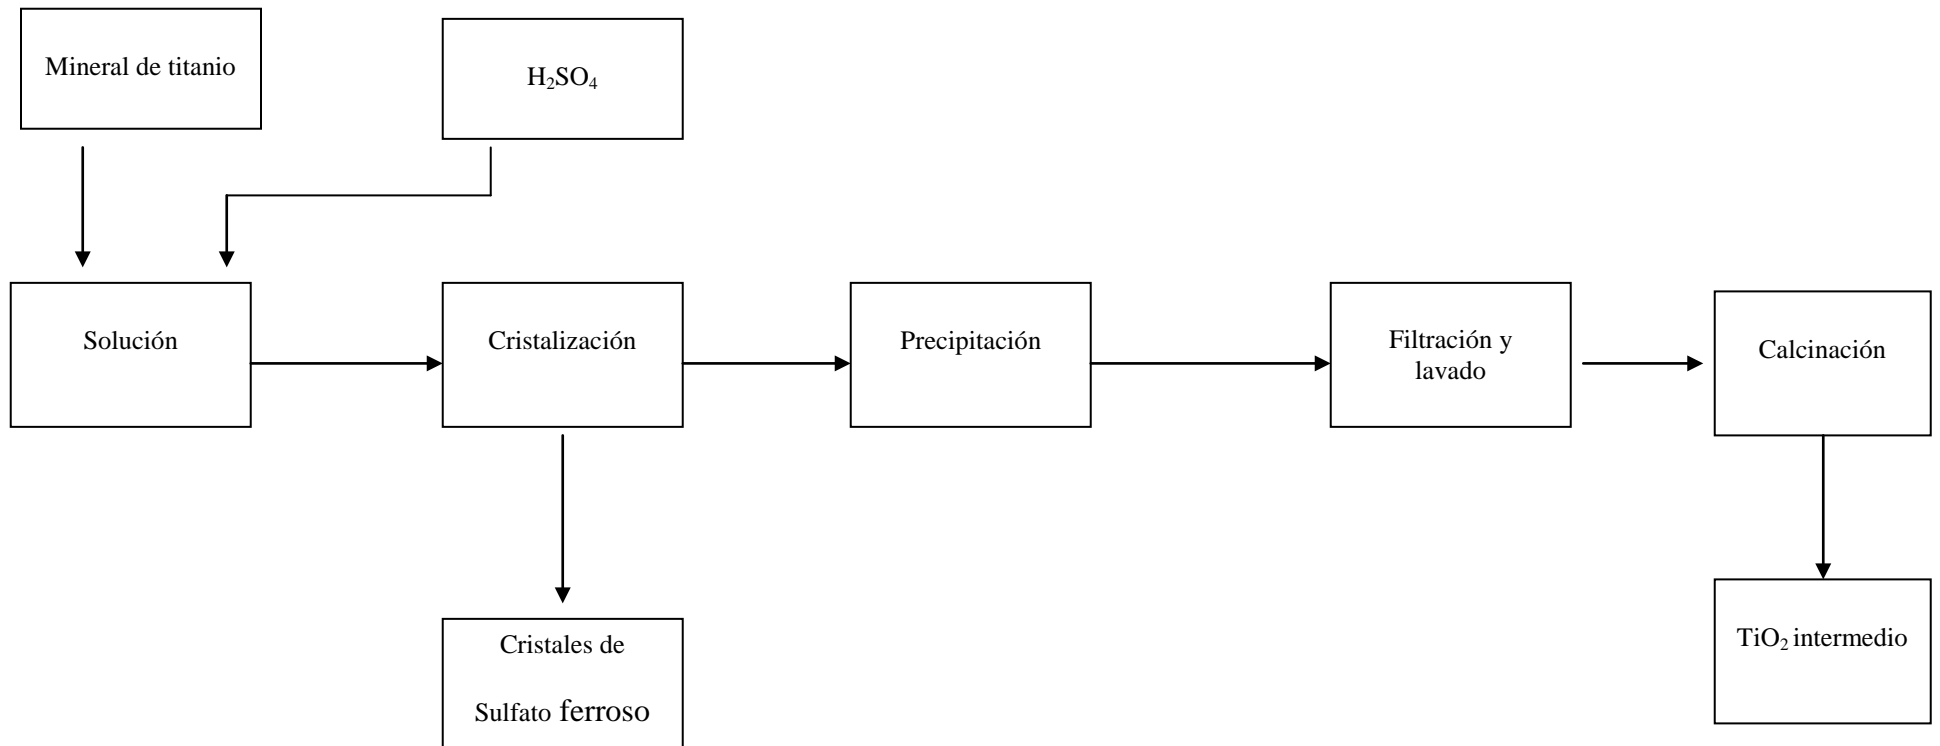 Mineral de titanio
H₂SO₄
Solución
Cristalización
Precipitación
Filtración y
lavado
Calcinación
Cristales de
Sulfato ferroso
TiO₂ intermedio